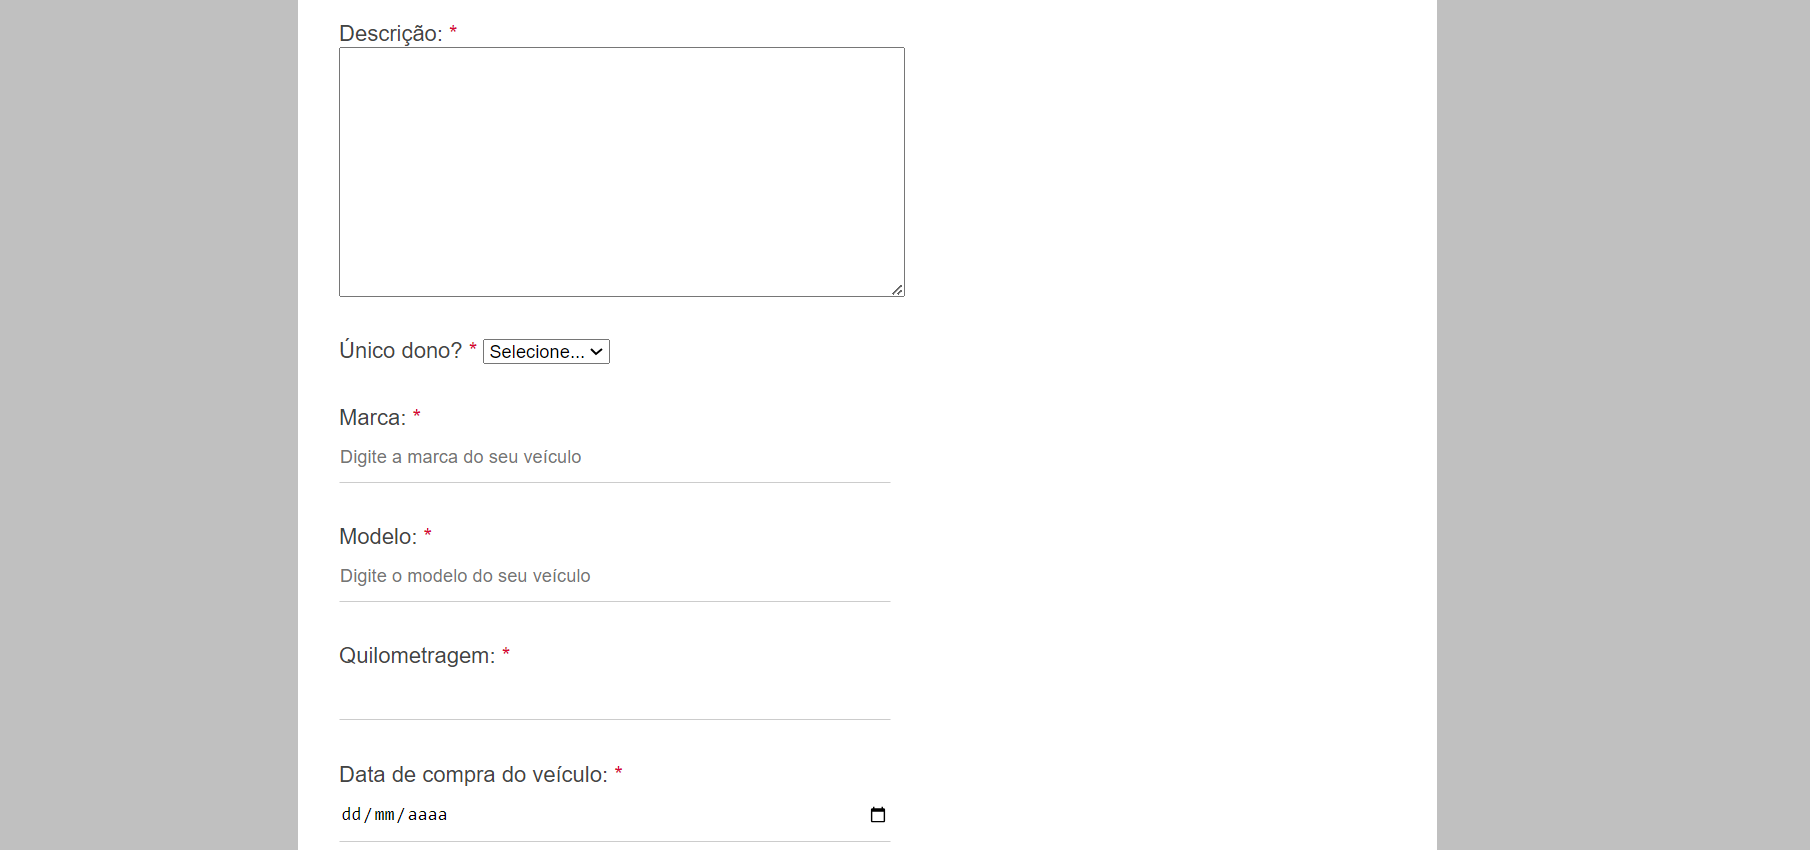 Descrição: *
Único dono? * Selecione...
Marca: *
Digite a marca do seu veículo
Modelo: *
Digite o modelo do seu veículo
Quilometragem: *
Data de compra do veículo: *
dd/mm/aaaa